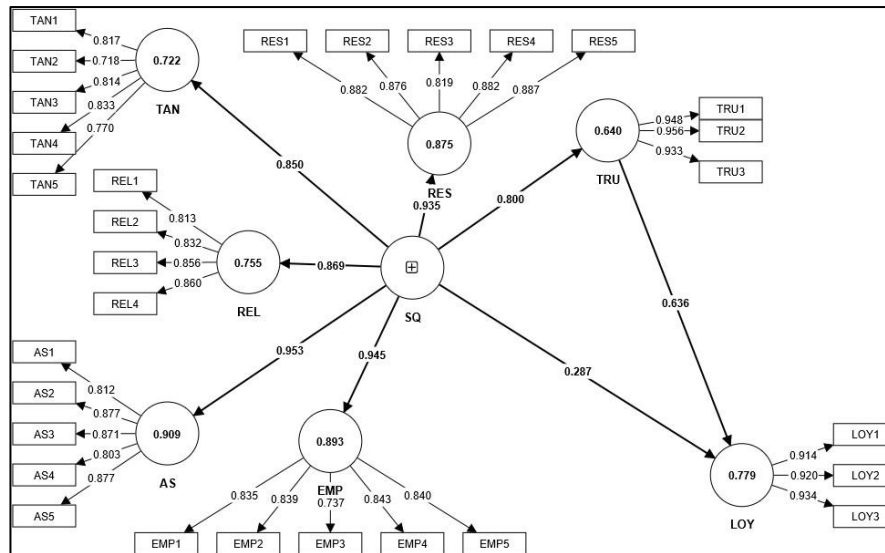 TAN1
TAN2
TAN3
TAN4
TAN5
0.817
0.718
0.814
0.833
0.770
0.722
TAN
RES1
RES2
RES3
RES4
RES5
0.882
0.876
0.819
0.882
0.887
0.875
RES
0.640
TRU
0.948
0.956
0.933
TRU1
TRU2
TRU3
0.850
0.935
0.800
REL1
REL2
REL3
REL4
0.813
0.832
0.856
0.860
0.755
REL
0.869
SQ
0.636
0.953
0.945
0.287
AS1
AS2
AS3
AS4
AS5
0.812
0.877
0.871
0.803
0.877
0.909
AS
0.893
EMP
0.835
0.839
0.737
0.843
0.840
EMP1
EMP2
EMP3
EMP4
EMP5
0.779
LOY
0.914
0.920
0.934
LOY1
LOY2
LOY3